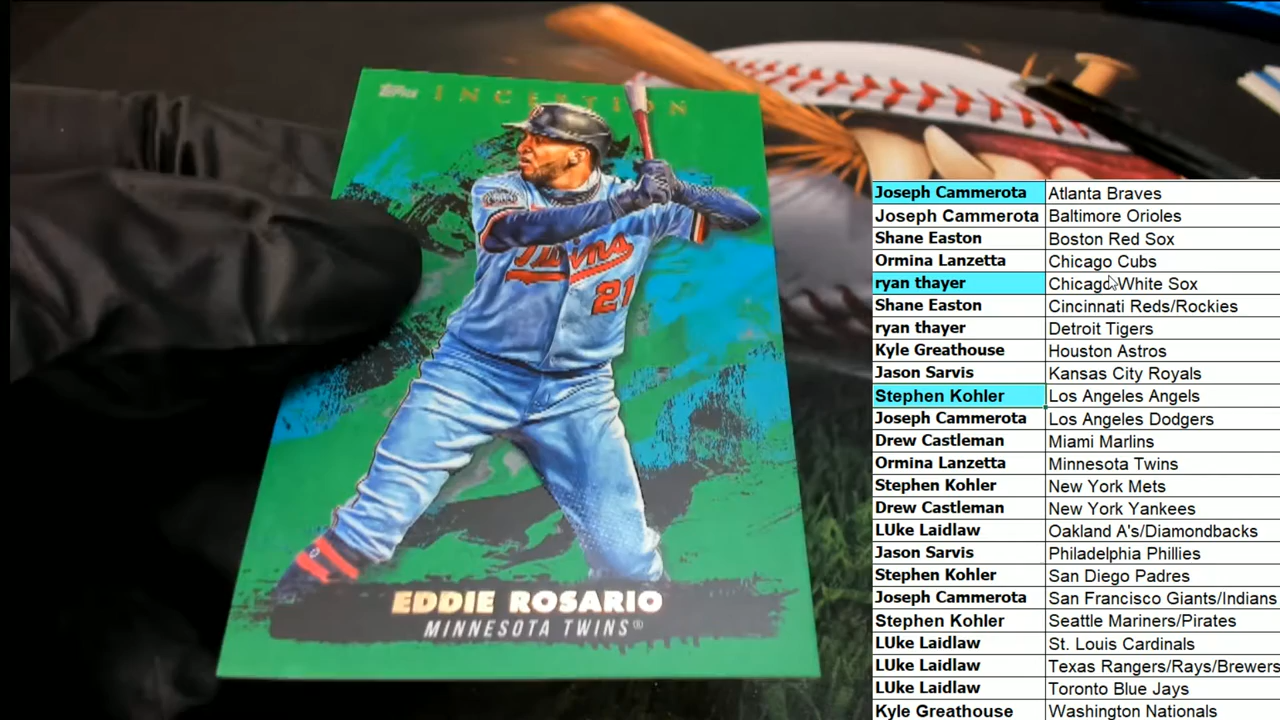 Topps INCEPTION
Twins
21
EDDIE ROSARIO
MINNESOTA TWINS®
Joseph Cammerota Atlanta Braves
Joseph Cammerota Baltimore Orioles
Shane Easton Boston Red Sox
Ormina Lanzetta Chicago Cubs
ryan thayer Chicago White Sox
Shane Easton Cincinnati Reds/Rockies
ryan thayer Detroit Tigers
Kyle Greathouse Houston Astros
Jason Sarvis Kansas City Royals
Stephen Kohler Los Angeles Angels
Joseph Cammerota Los Angeles Dodgers
Drew Castleman Miami Marlins
Ormina Lanzetta Minnesota Twins
Stephen Kohler New York Mets
Drew Castleman New York Yankees
LUke Laidlaw Oakland A's/Diamondbacks
Jason Sarvis Philadelphia Phillies
Stephen Kohler San Diego Padres
Joseph Cammerota San Francisco Giants/Indians
Stephen Kohler Seattle Mariners/Pirates
LUke Laidlaw St. Louis Cardinals
LUke Laidlaw Texas Rangers/Rays/Brewers
LUke Laidlaw Toronto Blue Jays
Kyle Greathouse Washington Nationals